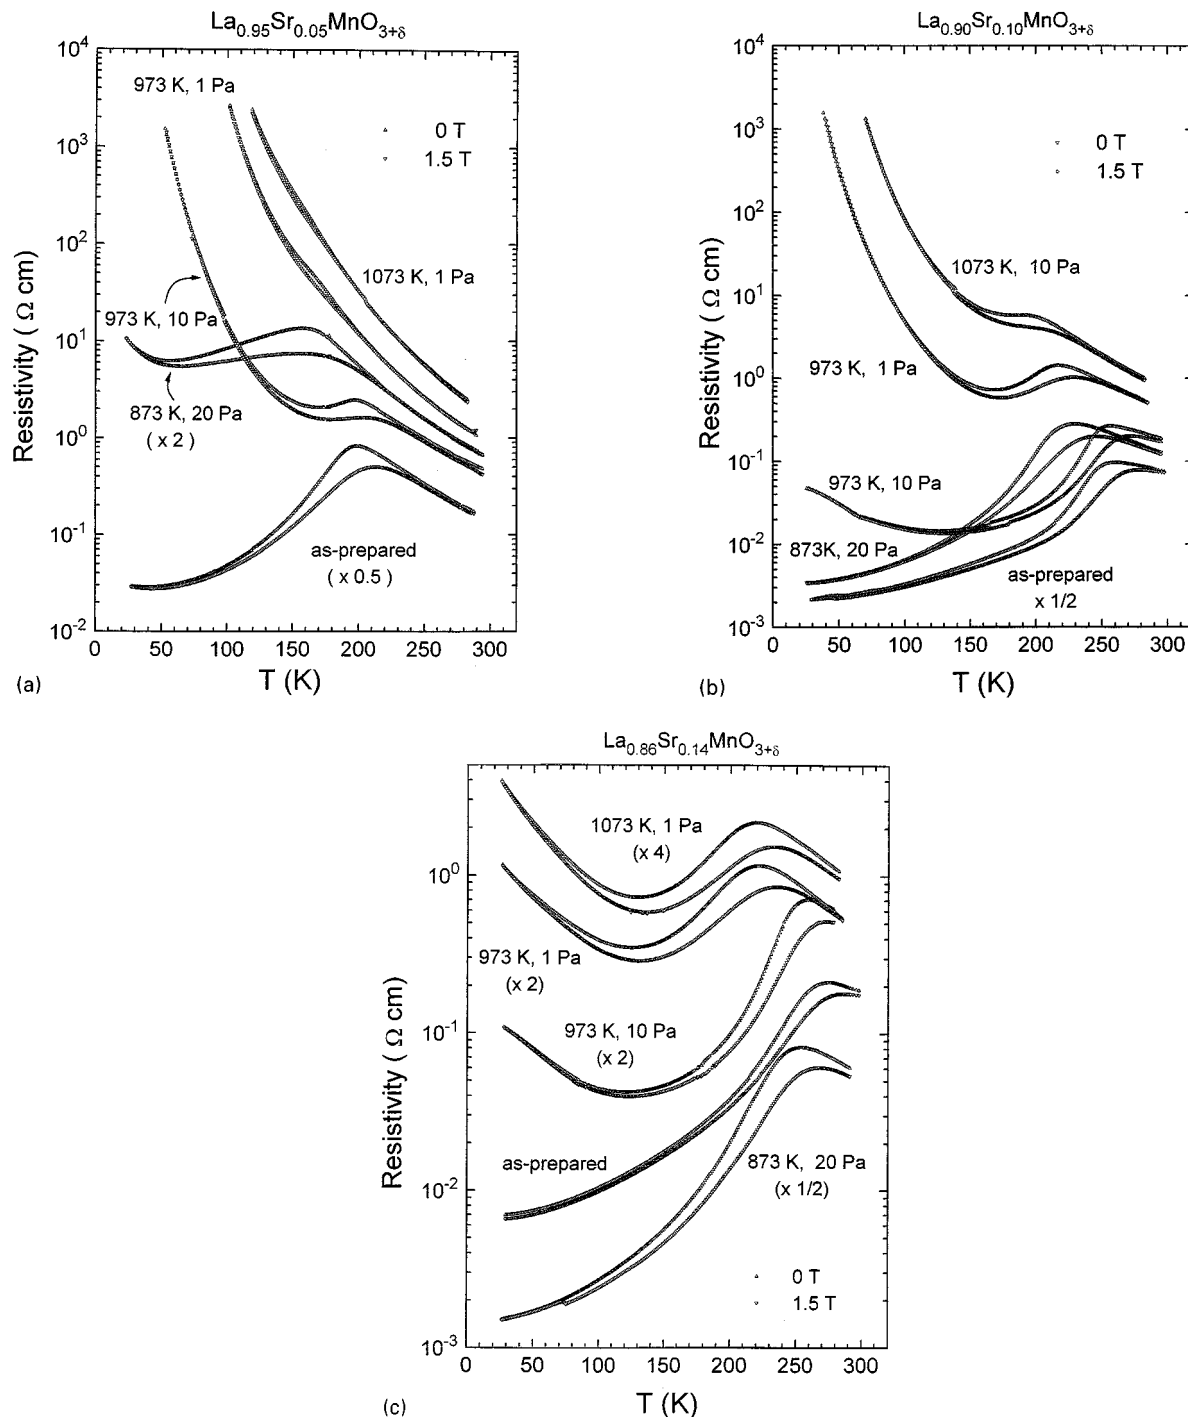 La0.95Sr0.05MnO3+δ
10^4
10^3
10^2
10^1
10^0
10^-1
10^-2
Resistivity ( Ω cm)
973 K, 1 Pa
0 T
1.5 T
1073 K, 1 Pa
973 K, 10 Pa
873 K, 20 Pa
( x 2 )
as-prepared
( x 0.5 )
0 50 100 150 200 250 300
T (K)
(a)
La0.90Sr0.10MnO3+δ
10^4
10^3
10^2
10^1
10^0
10^-1
10^-2
10^-3
Resistivity ( Ω cm)
0 T
1.5 T
1073 K, 10 Pa
973 K, 1 Pa
973 K, 10 Pa
873K, 20 Pa
as-prepared
x 1/2
0 50 100 150 200 250 300
T (K)
(b)
La0.86Sr0.14MnO3+δ
10^0
10^-1
10^-2
10^-3
Resistivity ( Ω cm)
1073 K, 1 Pa
(x 4)
973 K, 1 Pa
(x 2)
973 K, 10 Pa
(x 2)
as-prepared
873 K, 20 Pa
(x 1/2)
0 T
1.5 T
0 50 100 150 200 250 300
T (K)
(c)